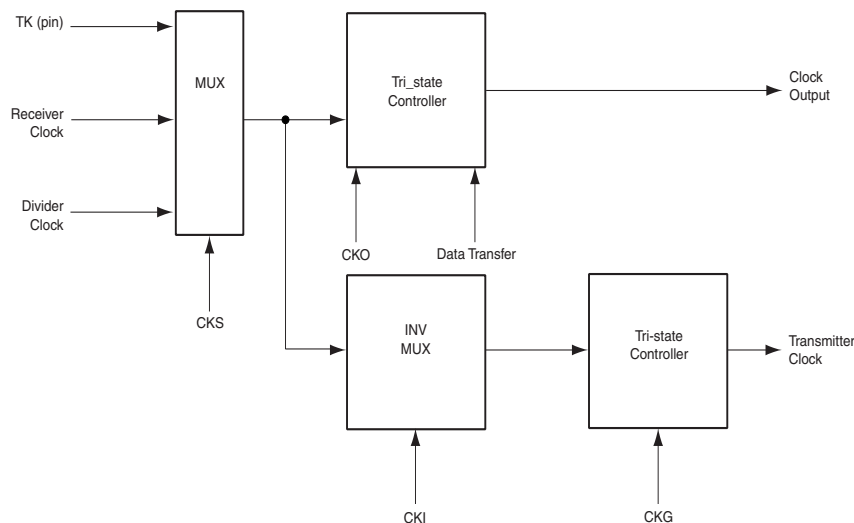 TK (pin)
MUX
Tri_state
Controller
Clock
Output
Receiver
Clock
Divider
Clock
CKO
Data Transfer
CKS
INV
MUX
Tri-state
Controller
Transmitter
Clock
CKI
CKG